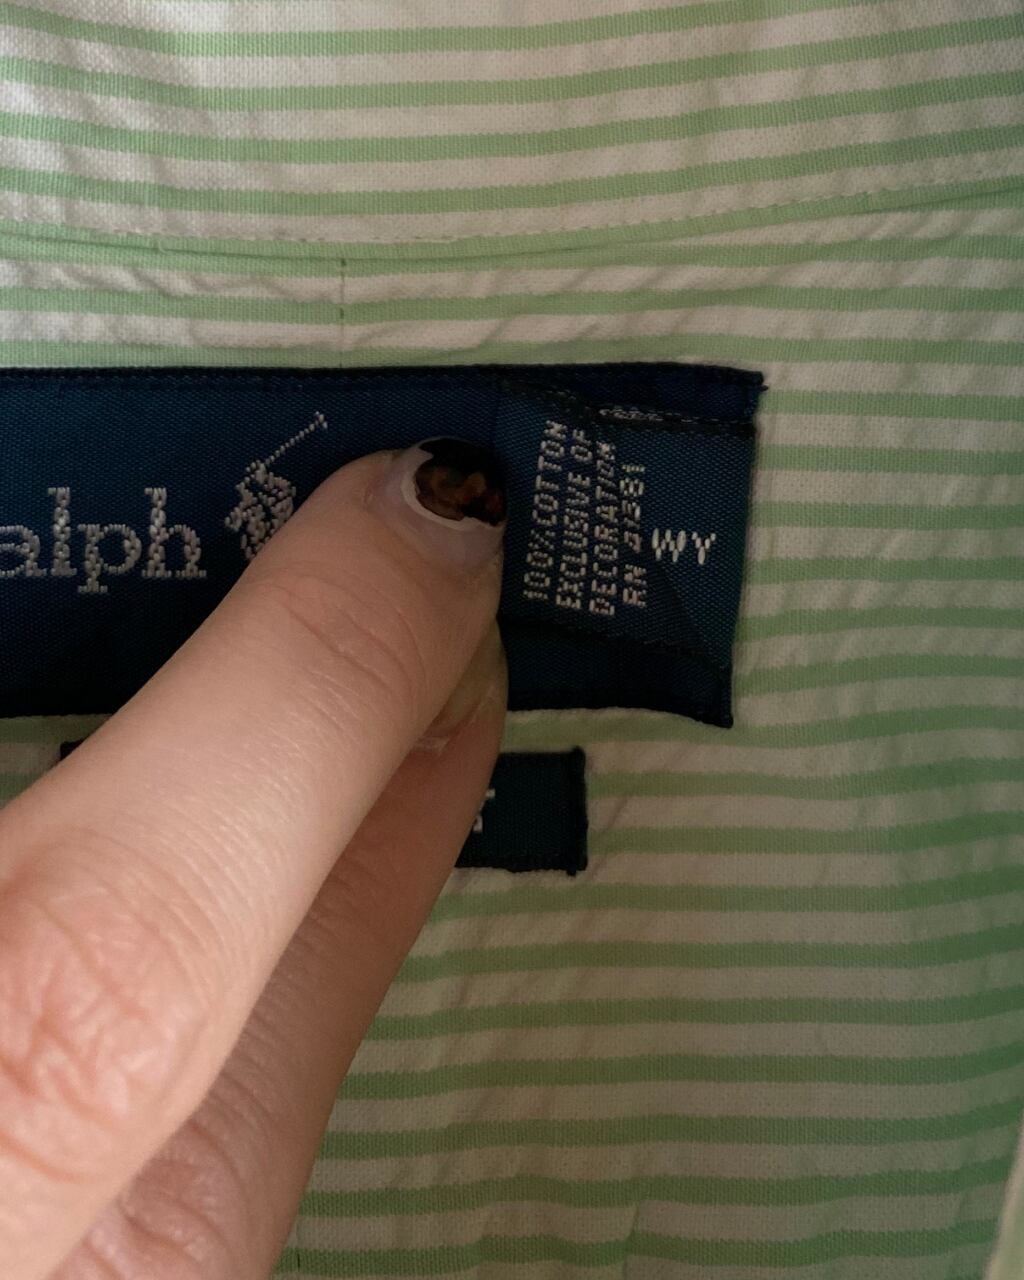 alph
100% COTTON
EXCLUSIVE OF
DECORATION
RN 41381
WY